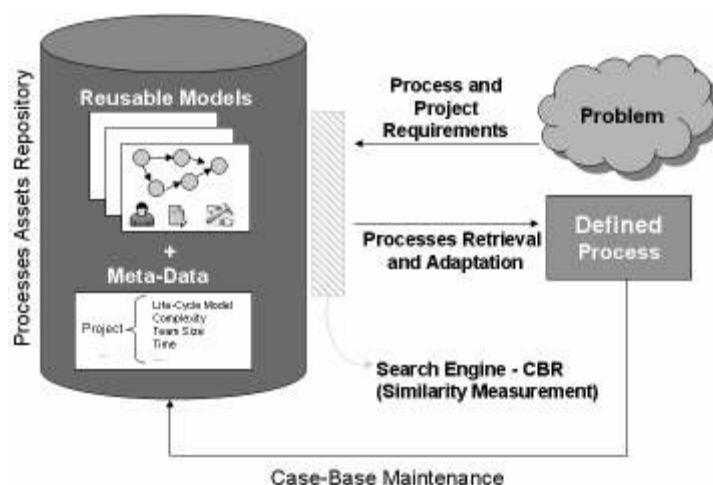 Processes Assets Repository
Reusable Models
+
Meta-Data
Project
Life-Cycle Model
Complexity
Team Size
Time
...
...
Process and
Project
Requirements
Problem
Processes Retrieval
and Adaptation
Defined
Process
Search Engine - CBR
(Similarity Measurement)
Case-Base Maintenance